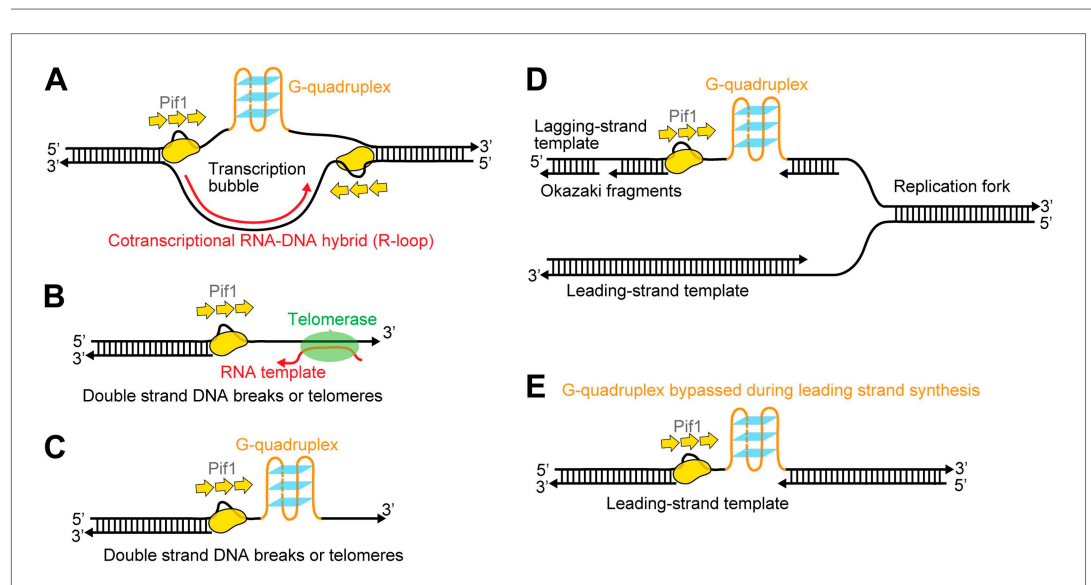 A
Pif1
G-quadruplex
5’
3’
3’
5’
Transcription
bubble
Cotranscriptional RNA-DNA hybrid (R-loop)
B
Pif1
Telomerase
5’
3’
3’
RNA template
Double strand DNA breaks or telomeres
C
G-quadruplex
Pif1
5’
3’
3’
Double strand DNA breaks or telomeres
D
G-quadruplex
Pif1
Lagging-strand
template
5’
Okazaki fragments
Replication fork
3’
5’
3’
Leading-strand template
E
G-quadruplex bypassed during leading strand synthesis
Pif1
5’
3’
3’
5’
Leading-strand template